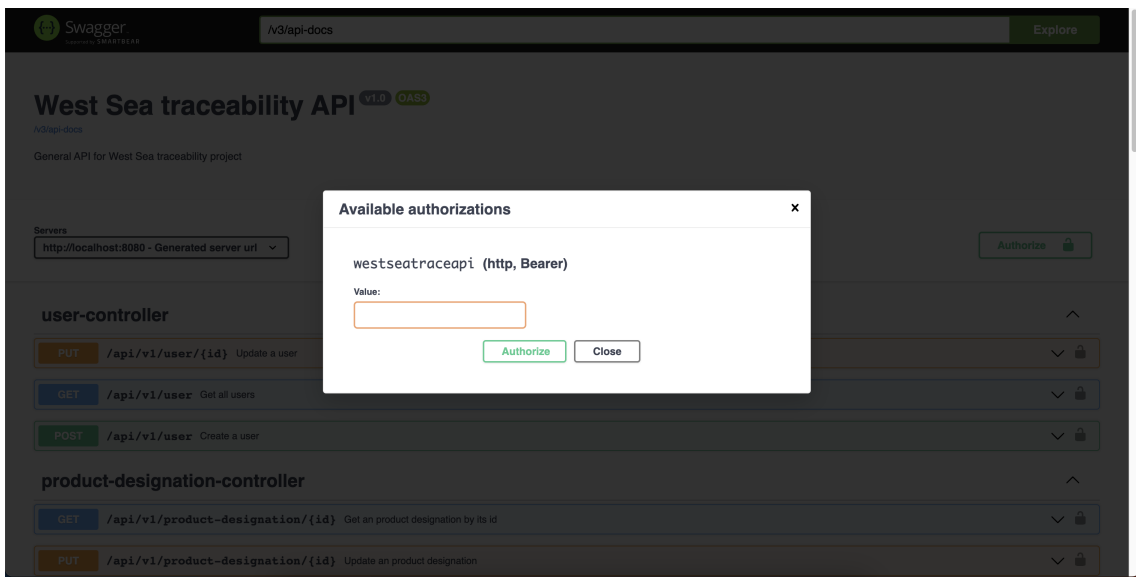 Swagger
Supported by SMARTBEAR
/v3/api-docs
Explore
West Sea traceability API v1.0 OAS3
/v3/api-docs
General API for West Sea traceability project
Available authorizations
Servers
http://localhost:8080 - Generated server url
Authorize
westseatraceapi (http, Bearer)
Value:
Authorize Close
user-controller
PUT /api/v1/user/{id} Update a user
GET /api/v1/user Get all users
POST /api/v1/user Create a user
product-designation-controller
GET /api/v1/product-designation/{id} Get an product designation by its id
PUT /api/v1/product-designation/{id} Update an product designation